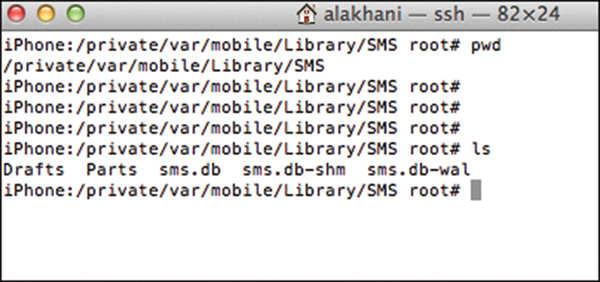 alakhani — ssh — 82×24
iPhone:/private/var/mobile/Library/SMS root# pwd
/private/var/mobile/Library/SMS
iPhone:/private/var/mobile/Library/SMS root#
iPhone:/private/var/mobile/Library/SMS root#
iPhone:/private/var/mobile/Library/SMS root#
iPhone:/private/var/mobile/Library/SMS root# ls
Drafts  Parts  sms.db  sms.db-shm  sms.db-wal
iPhone:/private/var/mobile/Library/SMS root#